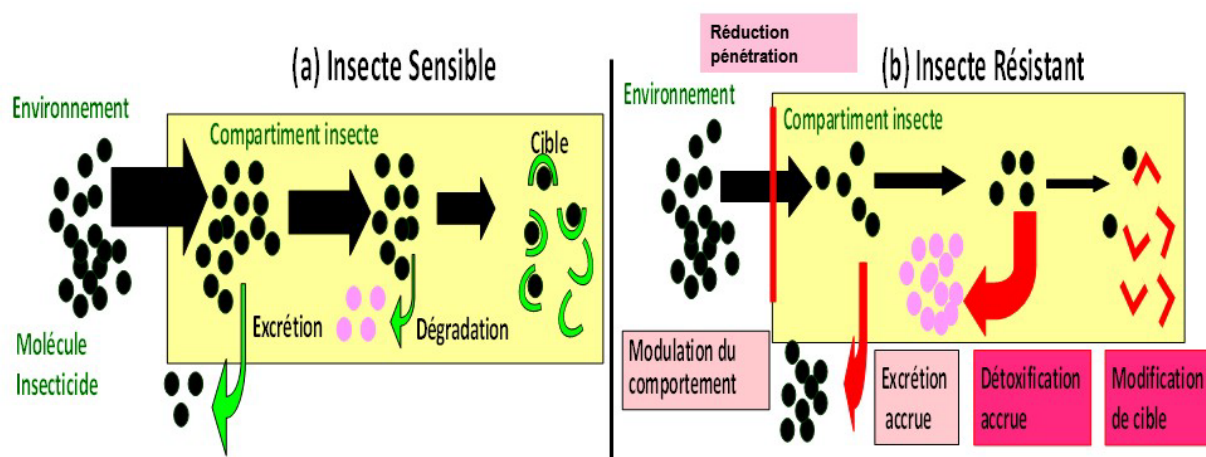 (a) Insecte Sensible
Environnement
Compartiment insecte
Cible
Excrétion
Dégradation
Molécule
Insecticide
Réduction
pénétration
(b) Insecte Résistant
Environnement
Compartiment insecte
Modulation du
comportement
Excrétion
accrue
Détoxification
accrue
Modification
de cible